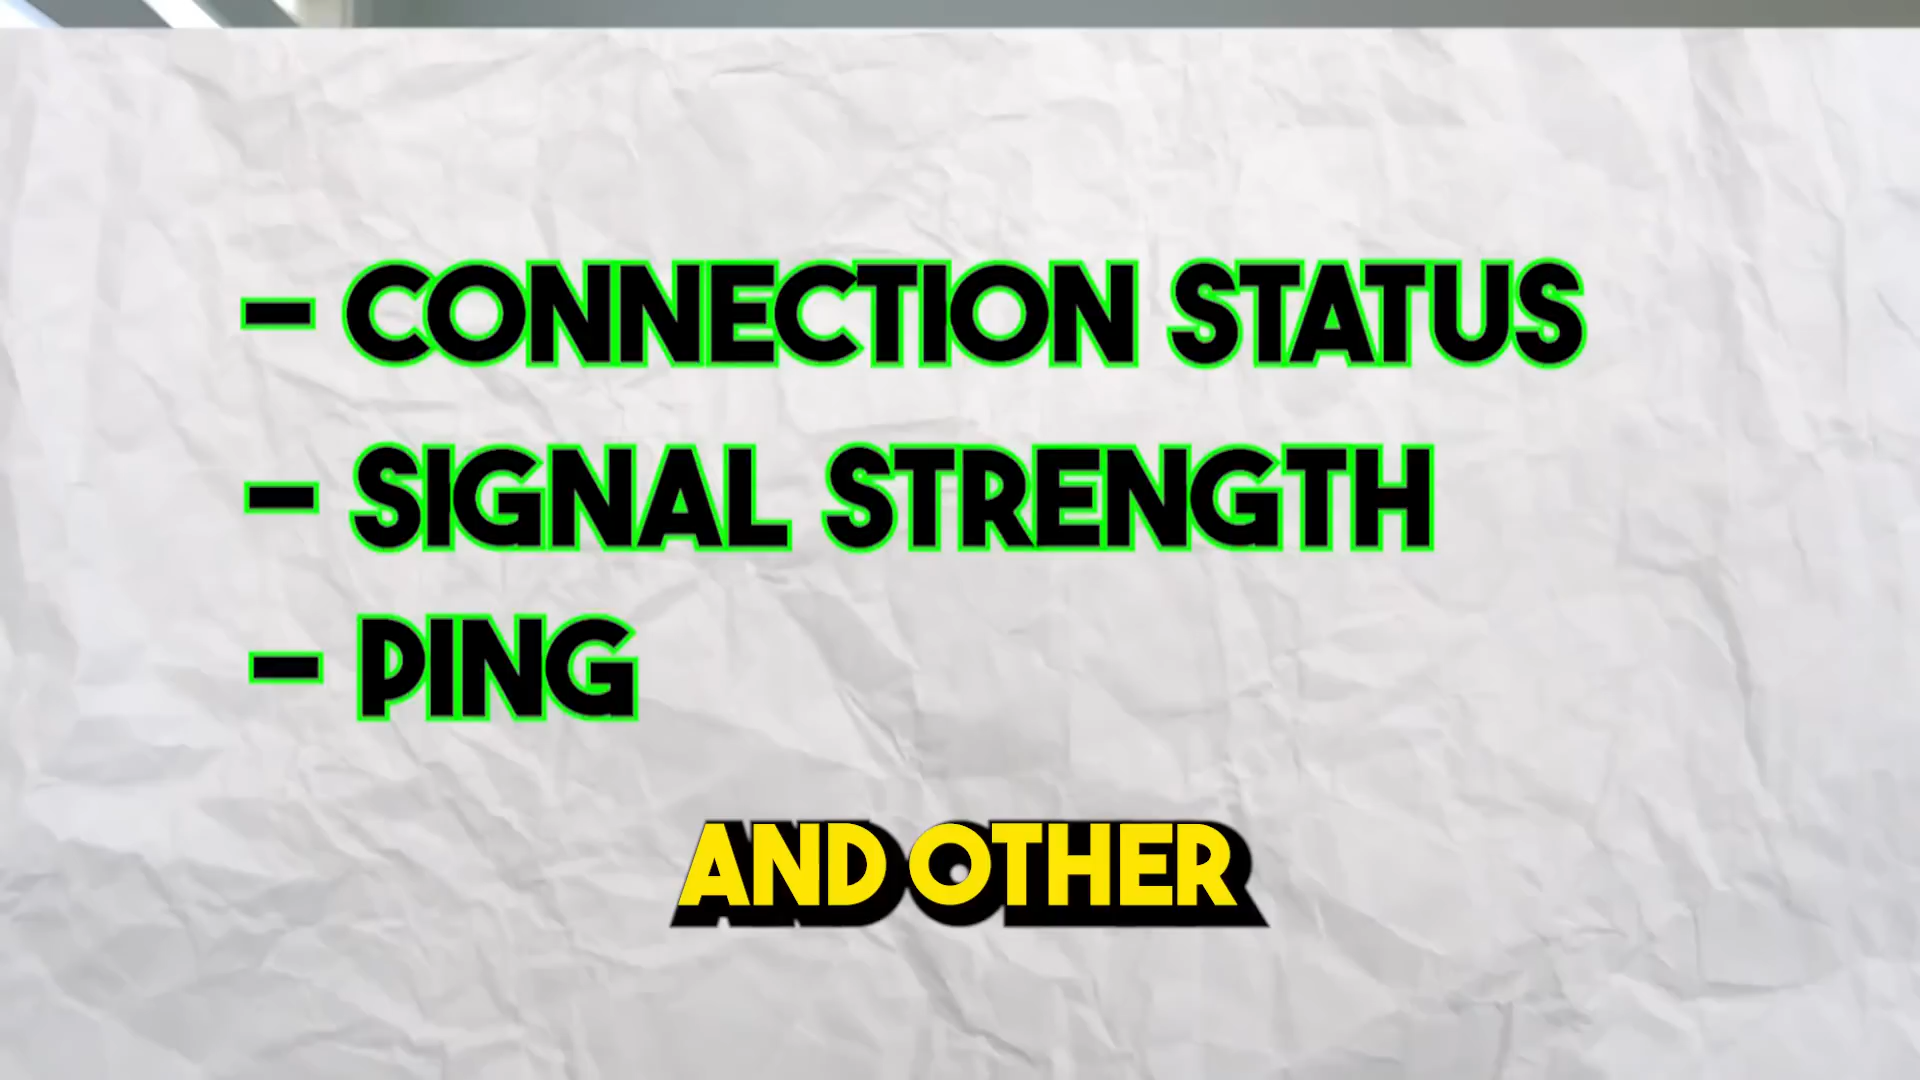 - CONNECTION STATUS
- SIGNAL STRENGTH
- PING
AND OTHER